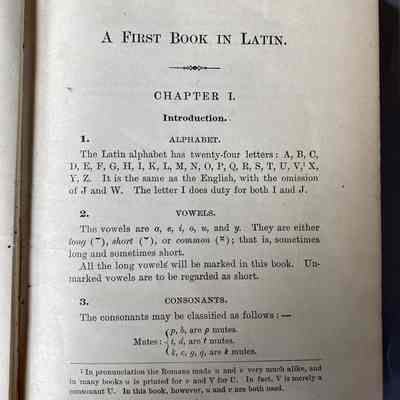 A First Book in Latin.
CHAPTER I.
Introduction.
1. ALPHABET.
The Latin alphabet has twenty-four letters: A, B, C,
D, E, F, G, H, I, K, L, M, N, O, P, Q, R, S, T, U, V,¹ X,
Y, Z. It is the same as the English, with the omission
of J and W. The letter I does duty for both I and J.
2. VOWELS.
The vowels are a, e, i, o, u, and y. They are either
long (¯), short (˘), or common (⏓); that is, sometimes
long and sometimes short.
All the long vowels will be marked in this book. Un-
marked vowels are to be regarded as short.
3. CONSONANTS.
The consonants may be classified as follows: —
p, b, are p mutes.
Mutes: t, d, are t mutes.
k, c, g, q, are k mutes.
¹ In pronunciation the Romans made u and v very much alike, and
in many books u is printed for v and V for U. In fact, V is merely a
consonant U. In this book, however, u and v are both used.